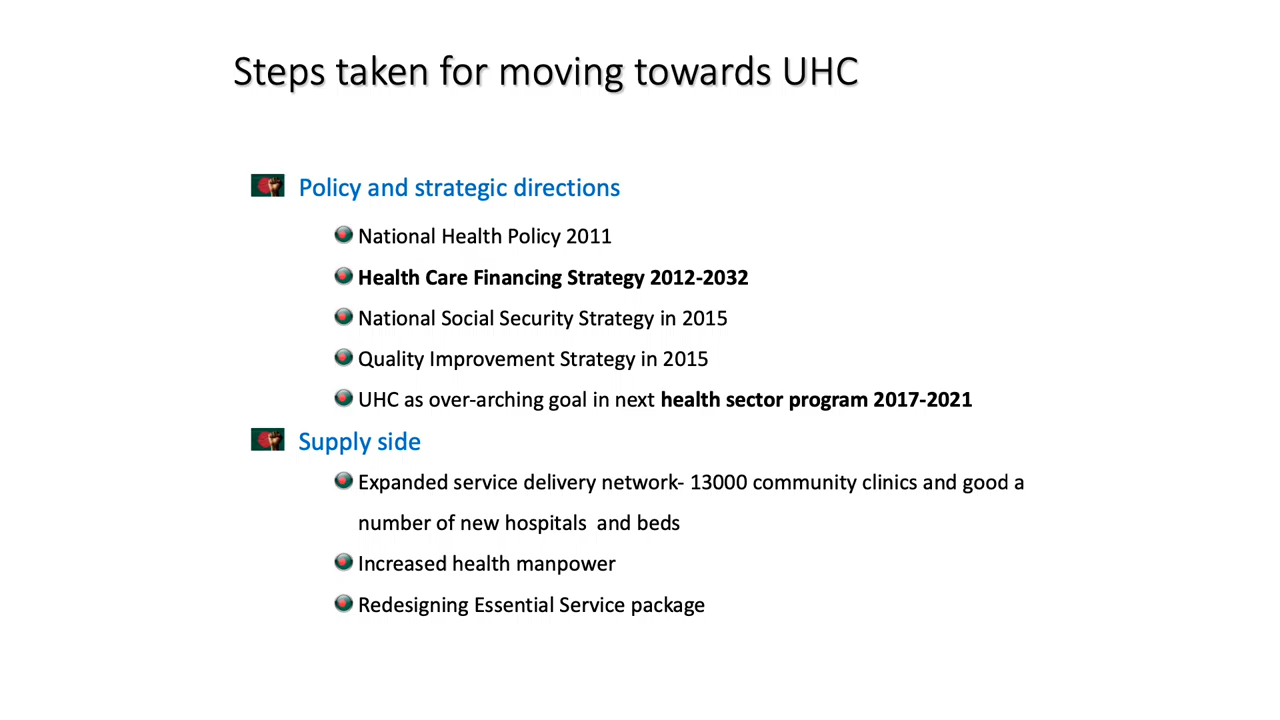 Steps taken for moving towards UHC
Policy and strategic directions
National Health Policy 2011
Health Care Financing Strategy 2012-2032
National Social Security Strategy in 2015
Quality Improvement Strategy in 2015
UHC as over-arching goal in next health sector program 2017-2021
Supply side
Expanded service delivery network- 13000 community clinics and good a
number of new hospitals  and beds
Increased health manpower
Redesigning Essential Service package